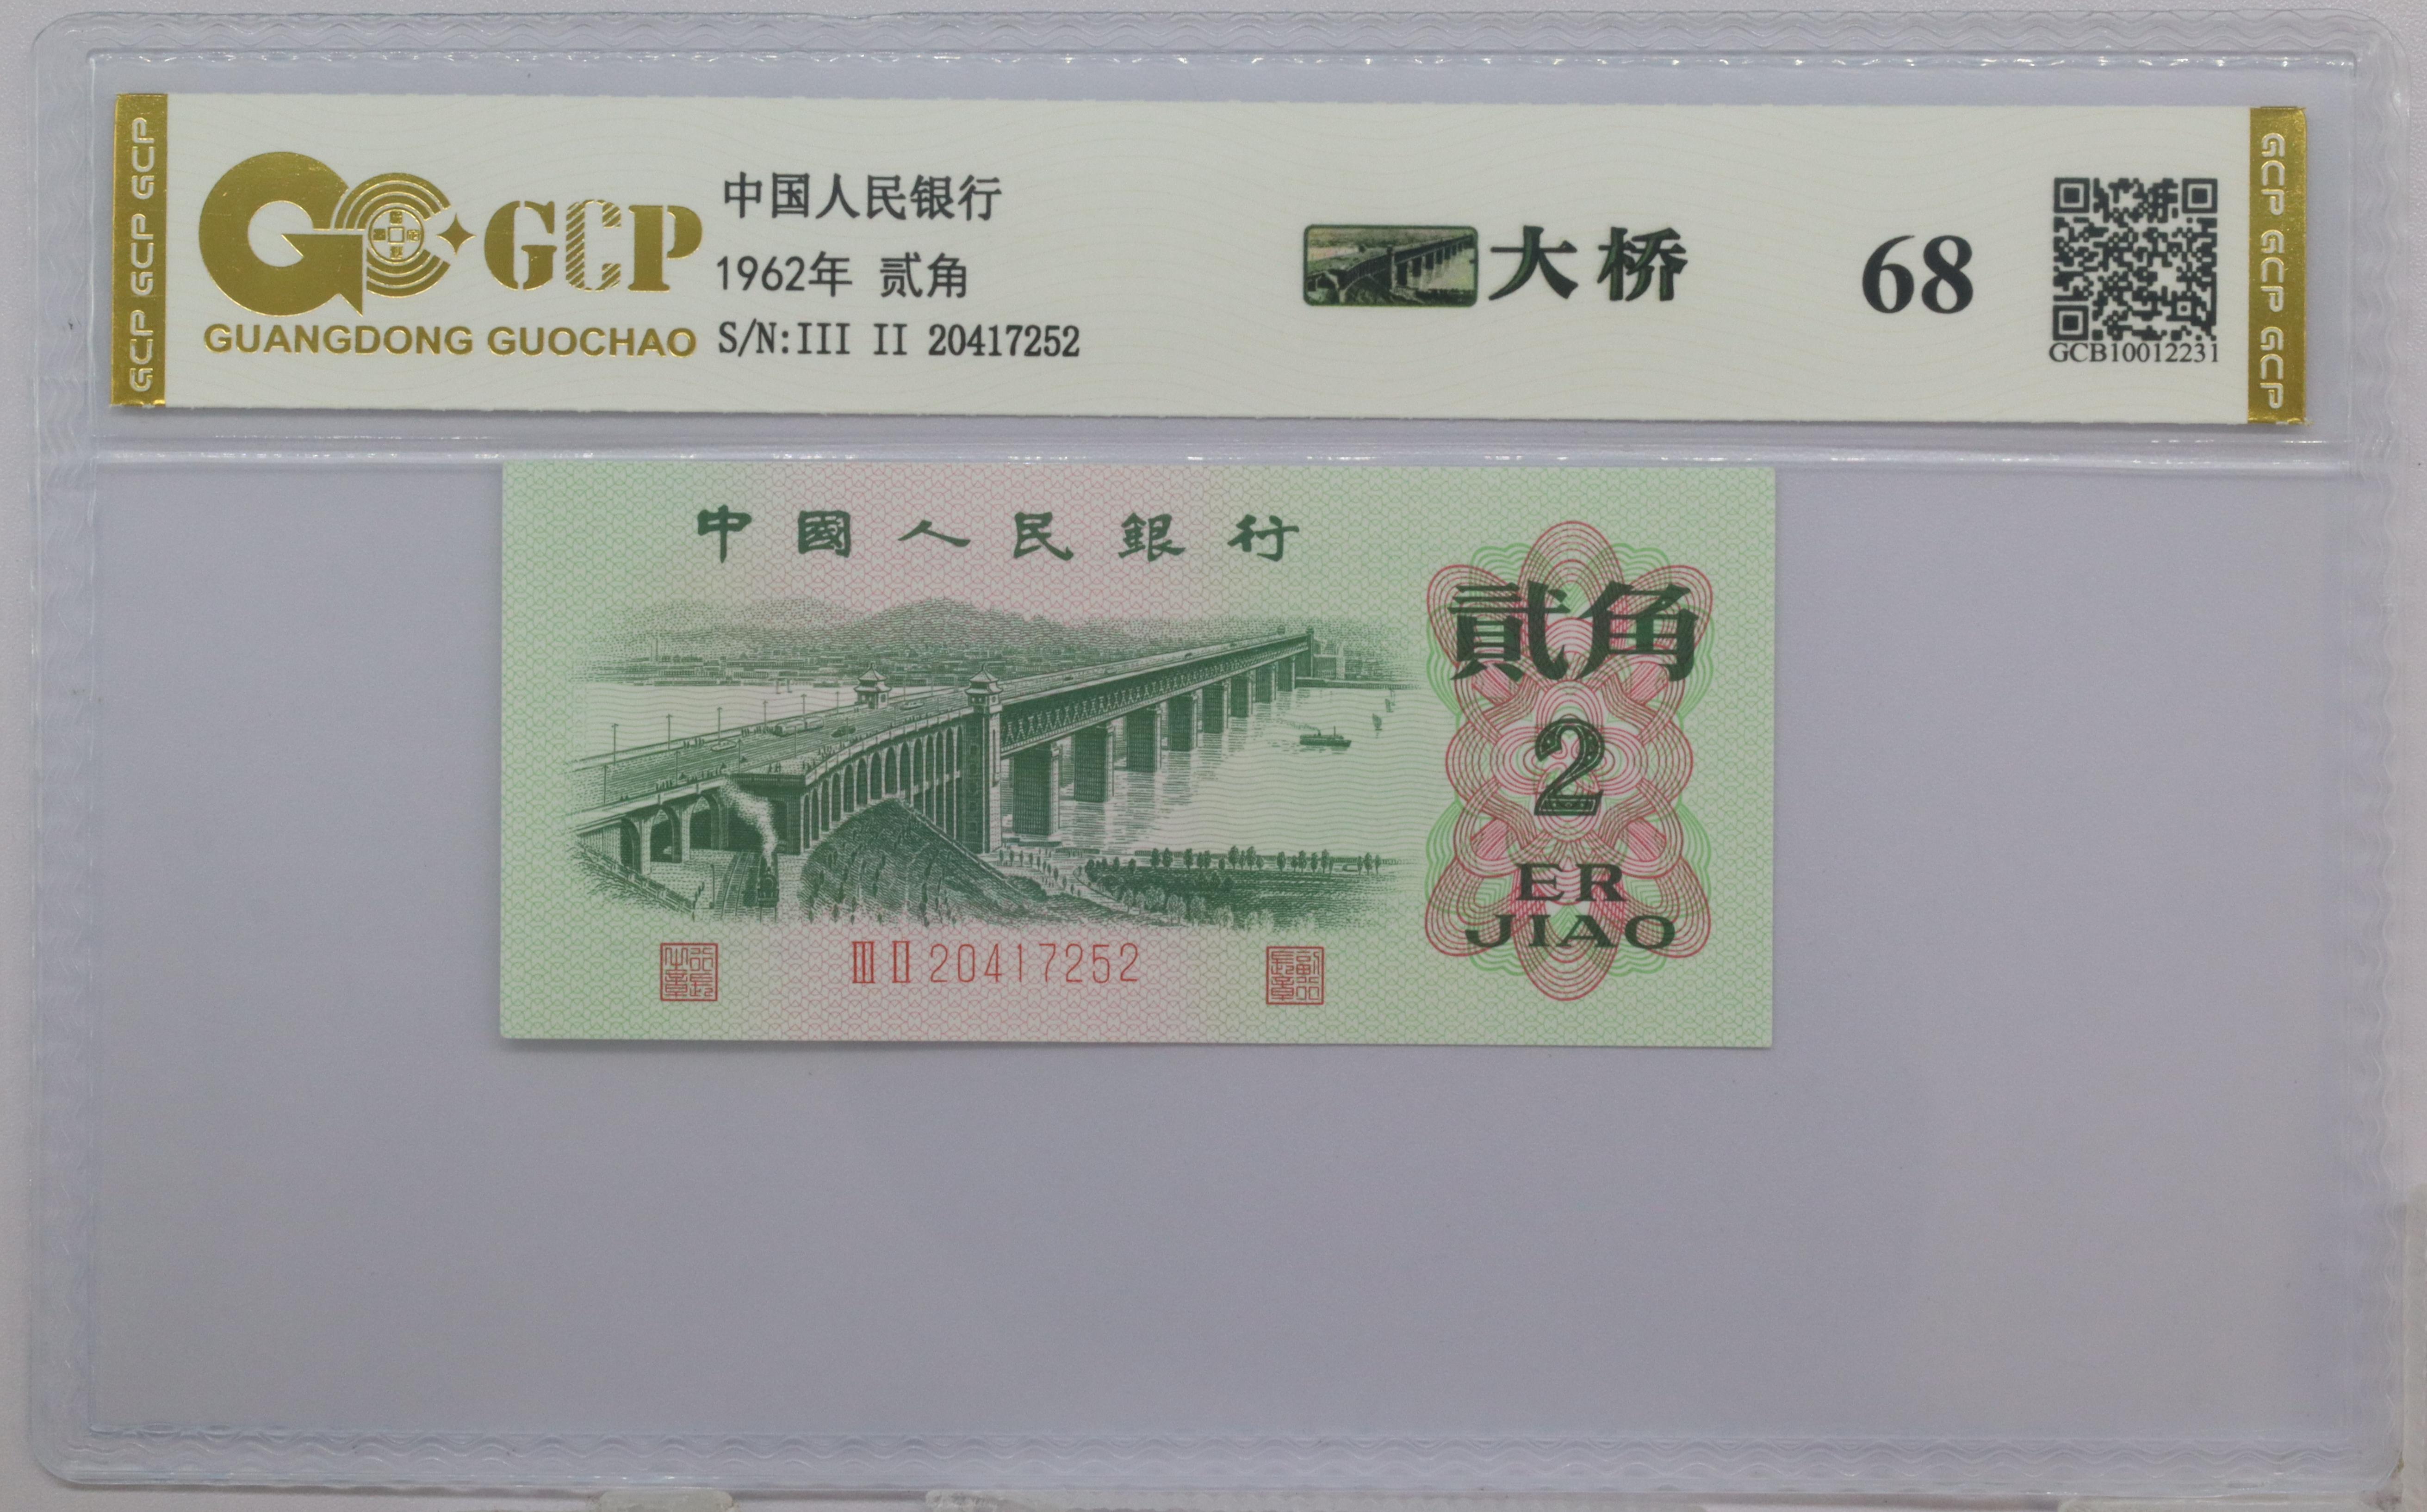 GCP GCP GCP
GCP
GUANGDONG GUOCHAO
中国人民银行
1962年 贰角
S/N:III II 20417252
大桥
68
GCB10012231
GCP GCP GCP
中國人民銀行
貳角
2
ER
JIAO
III II 20417252